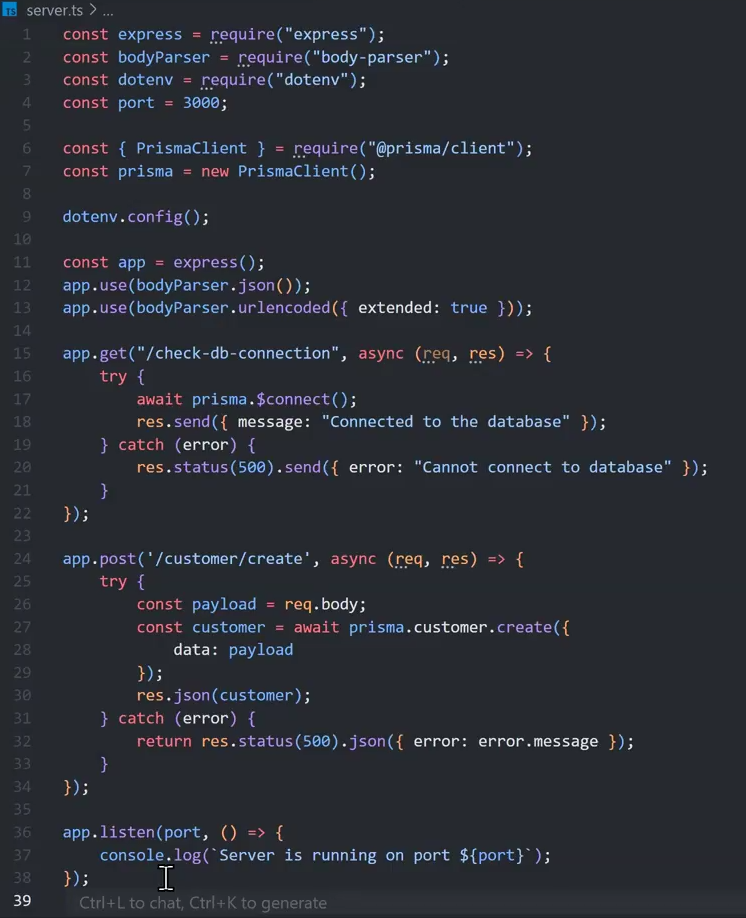 TS server.ts > ...
1 const express = require("express");
2 const bodyParser = require("body-parser");
3 const dotenv = require("dotenv");
4 const port = 3000;
5
6 const { PrismaClient } = require("@prisma/client");
7 const prisma = new PrismaClient();
8
9 dotenv.config();
10
11 const app = express();
12 app.use(bodyParser.json());
13 app.use(bodyParser.urlencoded({ extended: true }));
14
15 app.get("/check-db-connection", async (req, res) => {
16     try {
17         await prisma.$connect();
18         res.send({ message: "Connected to the database" });
19     } catch (error) {
20         res.status(500).send({ error: "Cannot connect to database" });
21     }
22 });
23
24 app.post('/customer/create', async (req, res) => {
25     try {
26         const payload = req.body;
27         const customer = await prisma.customer.create({
28             data: payload
29         });
30         res.json(customer);
31     } catch (error) {
32         return res.status(500).json({ error: error.message });
33     }
34 });
35
36 app.listen(port, () => {
37     console.log(`Server is running on port ${port}`);
38 });
39 Ctrl+L to chat, Ctrl+K to generate